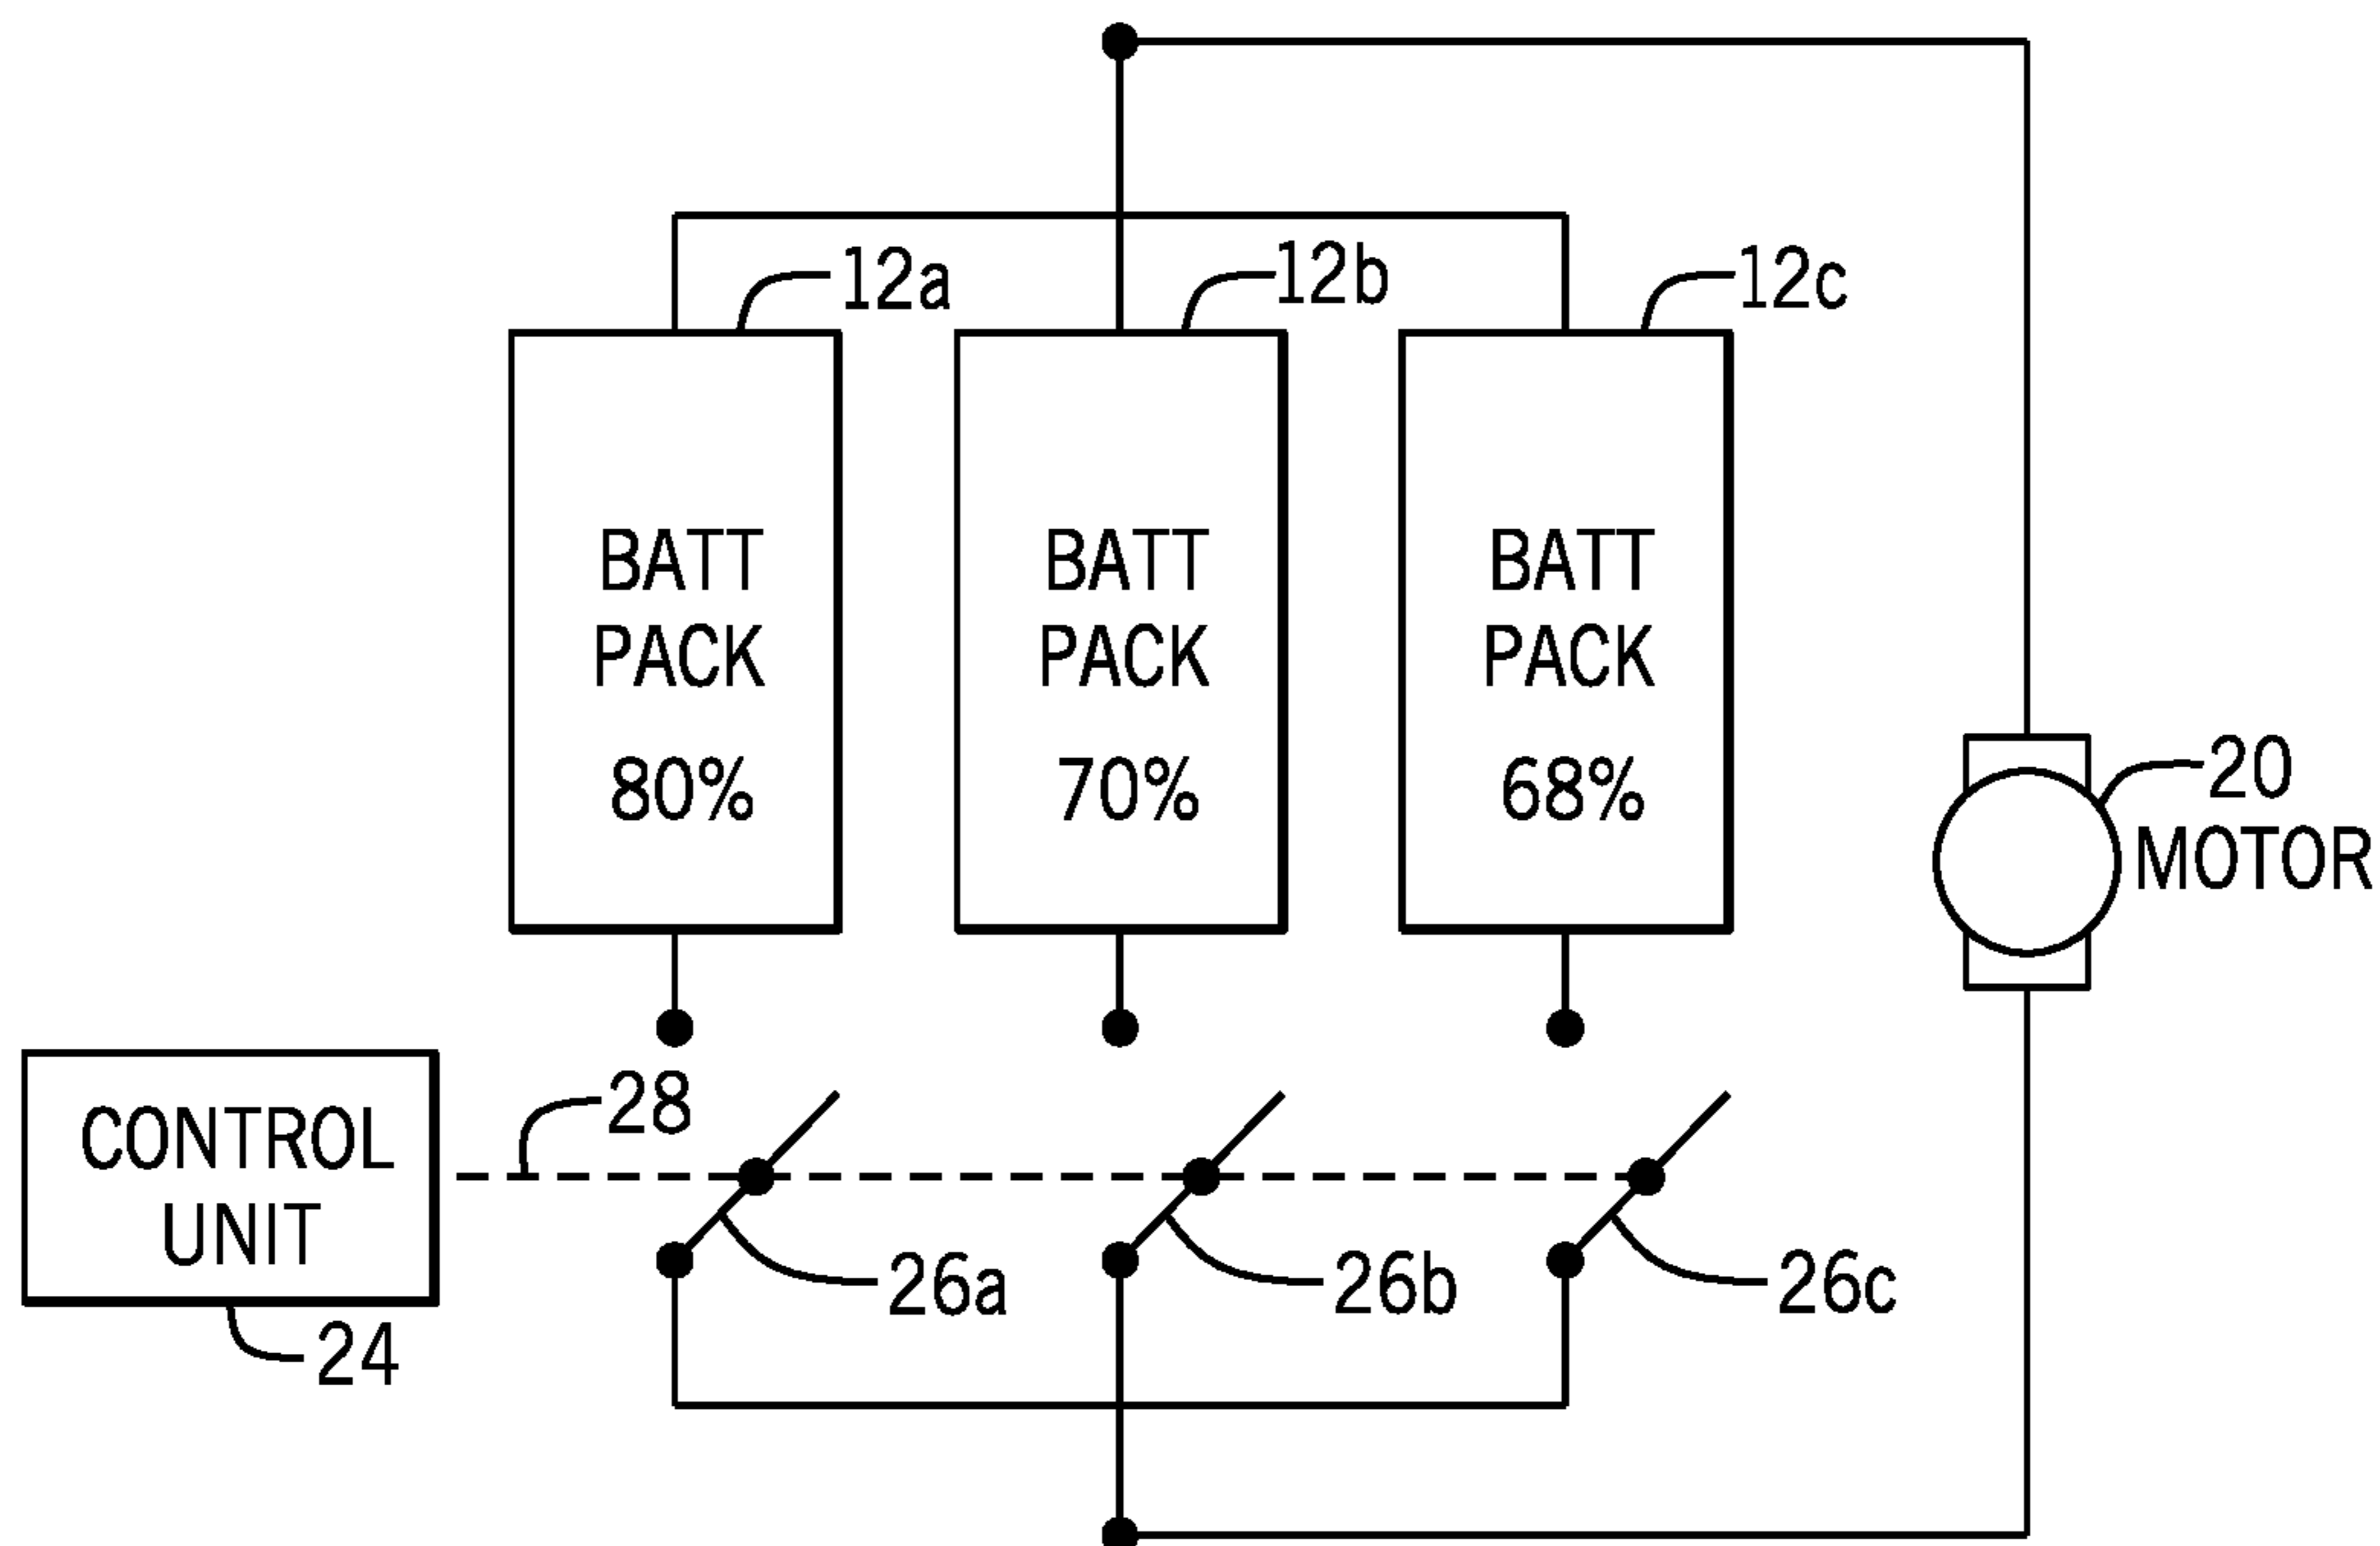 12a
12b
12c
BATT
PACK
80%
BATT
PACK
70%
BATT
PACK
68%
20
MOTOR
CONTROL
UNIT
24
28
26a
26b
26c